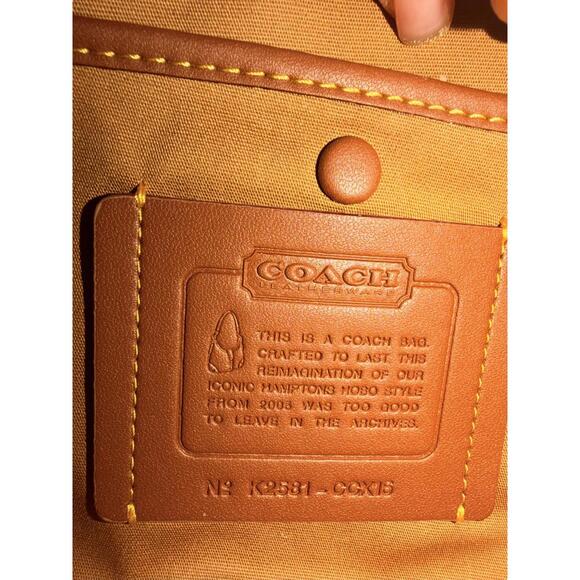 COACH
LEATHERWARE
THIS IS A COACH BAG.
CRAFTED TO LAST, THIS
REIMAGINATION OF OUR
ICONIC HAMPTONS HOBO STYLE
FROM 2003 WAS TOO GOOD
TO LEAVE IN THE ARCHIVES.
Nº K2581-CCX15